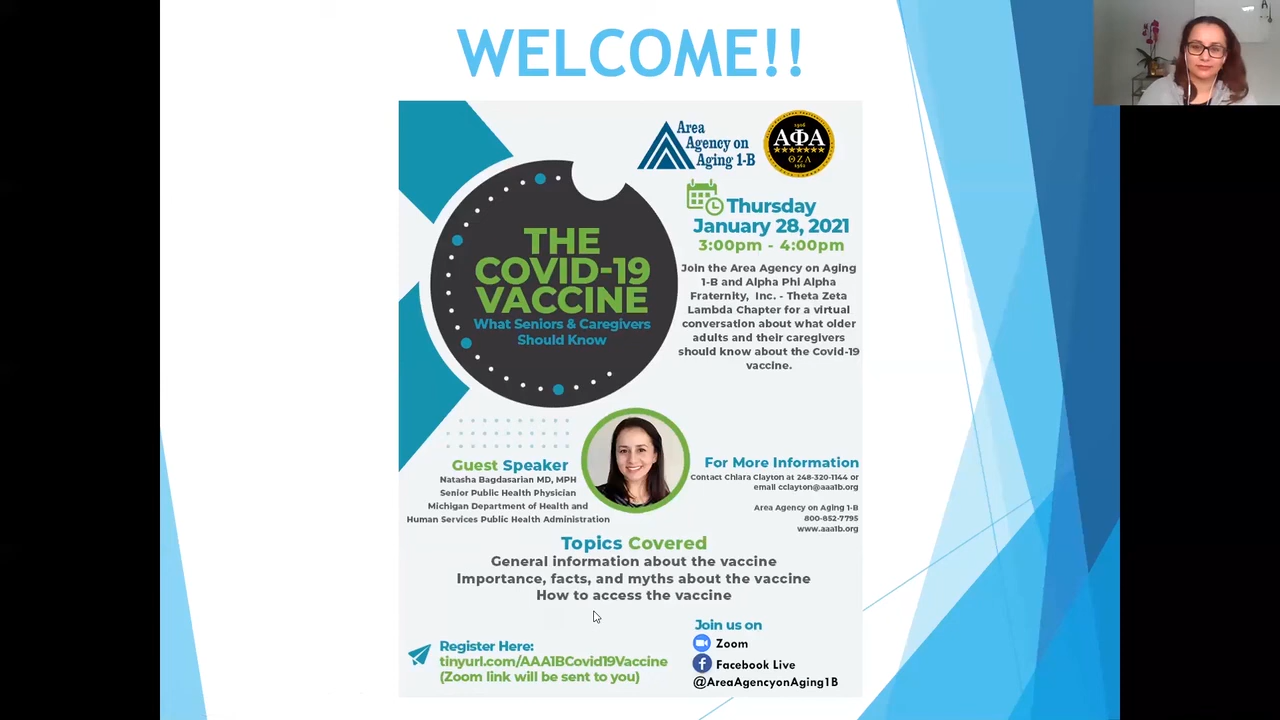 WELCOME!!
Area
Agency on
Aging 1-B
1906
ΑΦΑ
ΘΖΛ
Thursday
January 28, 2021
3:00pm - 4:00pm
Join the Area Agency on Aging
1-B and Alpha Phi Alpha
Fraternity, Inc. - Theta Zeta
Lambda Chapter for a virtual
conversation about what older
adults and their caregivers
should know about the Covid-19
vaccine.
THE
COVID-19
VACCINE
What Seniors & Caregivers
Should Know
Guest Speaker
Natasha Bagdasarian MD, MPH
Senior Public Health Physician
Michigan Department of Health and
Human Services Public Health Administration
For More Information
Contact Chlara Clayton at 248-320-1144 or
email cclayton@aaa1b.org
Area Agency on Aging 1-B
800-852-7795
www.aaa1b.org
Topics Covered
General information about the vaccine
Importance, facts, and myths about the vaccine
How to access the vaccine
Register Here:
tinyurl.com/AAA1BCovid19Vaccine
(Zoom link will be sent to you)
Join us on
Zoom
Facebook Live
@AreaAgencyonAging1B